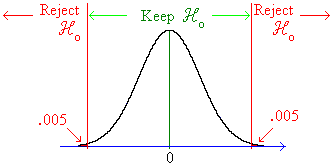 Reject Keep ℋₒ Reject
ℋₒ ℋₒ
.005 .005
0